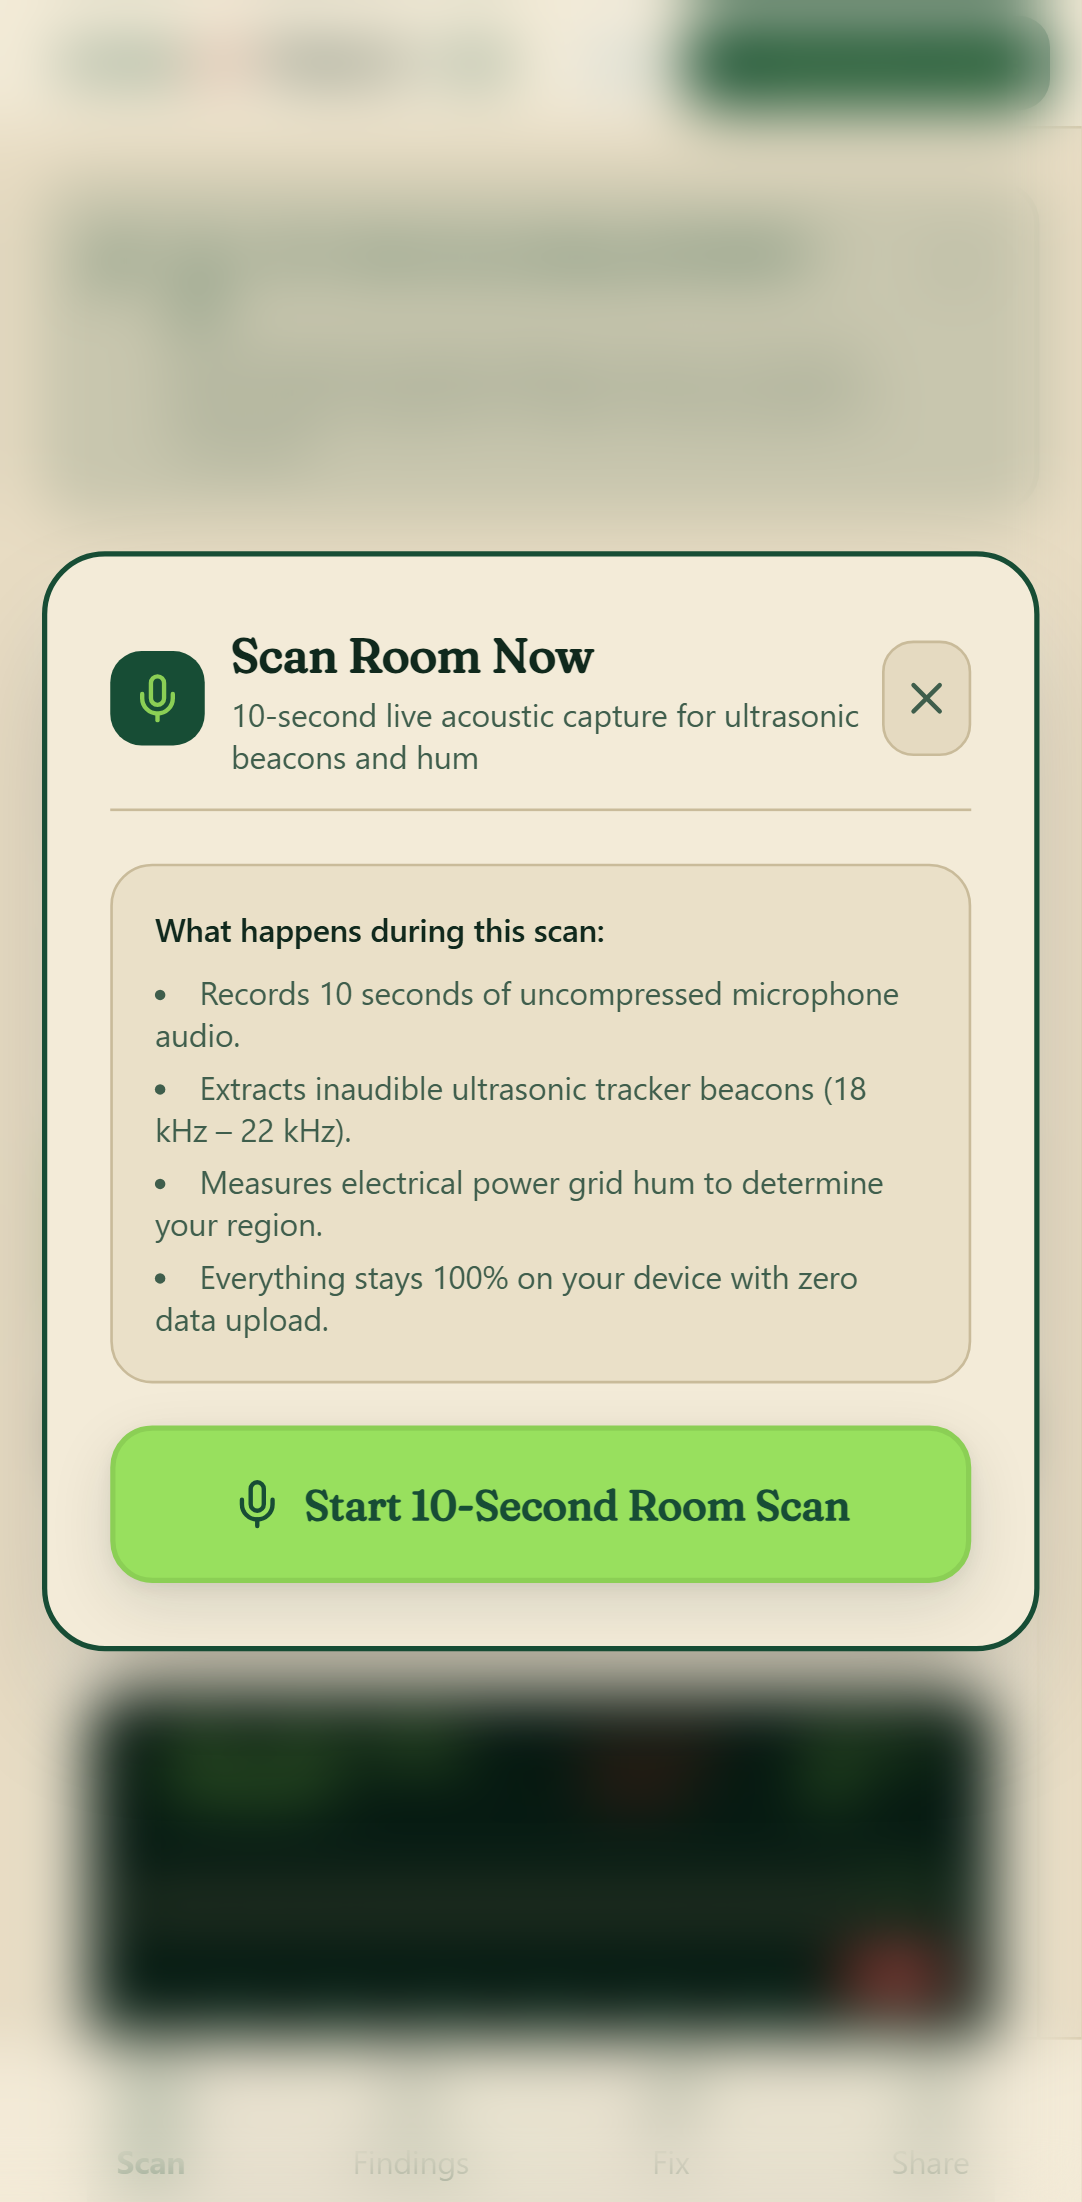 Scan Room Now
10-second live acoustic capture for ultrasonic
beacons and hum
What happens during this scan:
• Records 10 seconds of uncompressed microphone
audio.
• Extracts inaudible ultrasonic tracker beacons (18
kHz – 22 kHz).
• Measures electrical power grid hum to determine
your region.
• Everything stays 100% on your device with zero
data upload.
Start 10-Second Room Scan
Scan Findings Fix Share